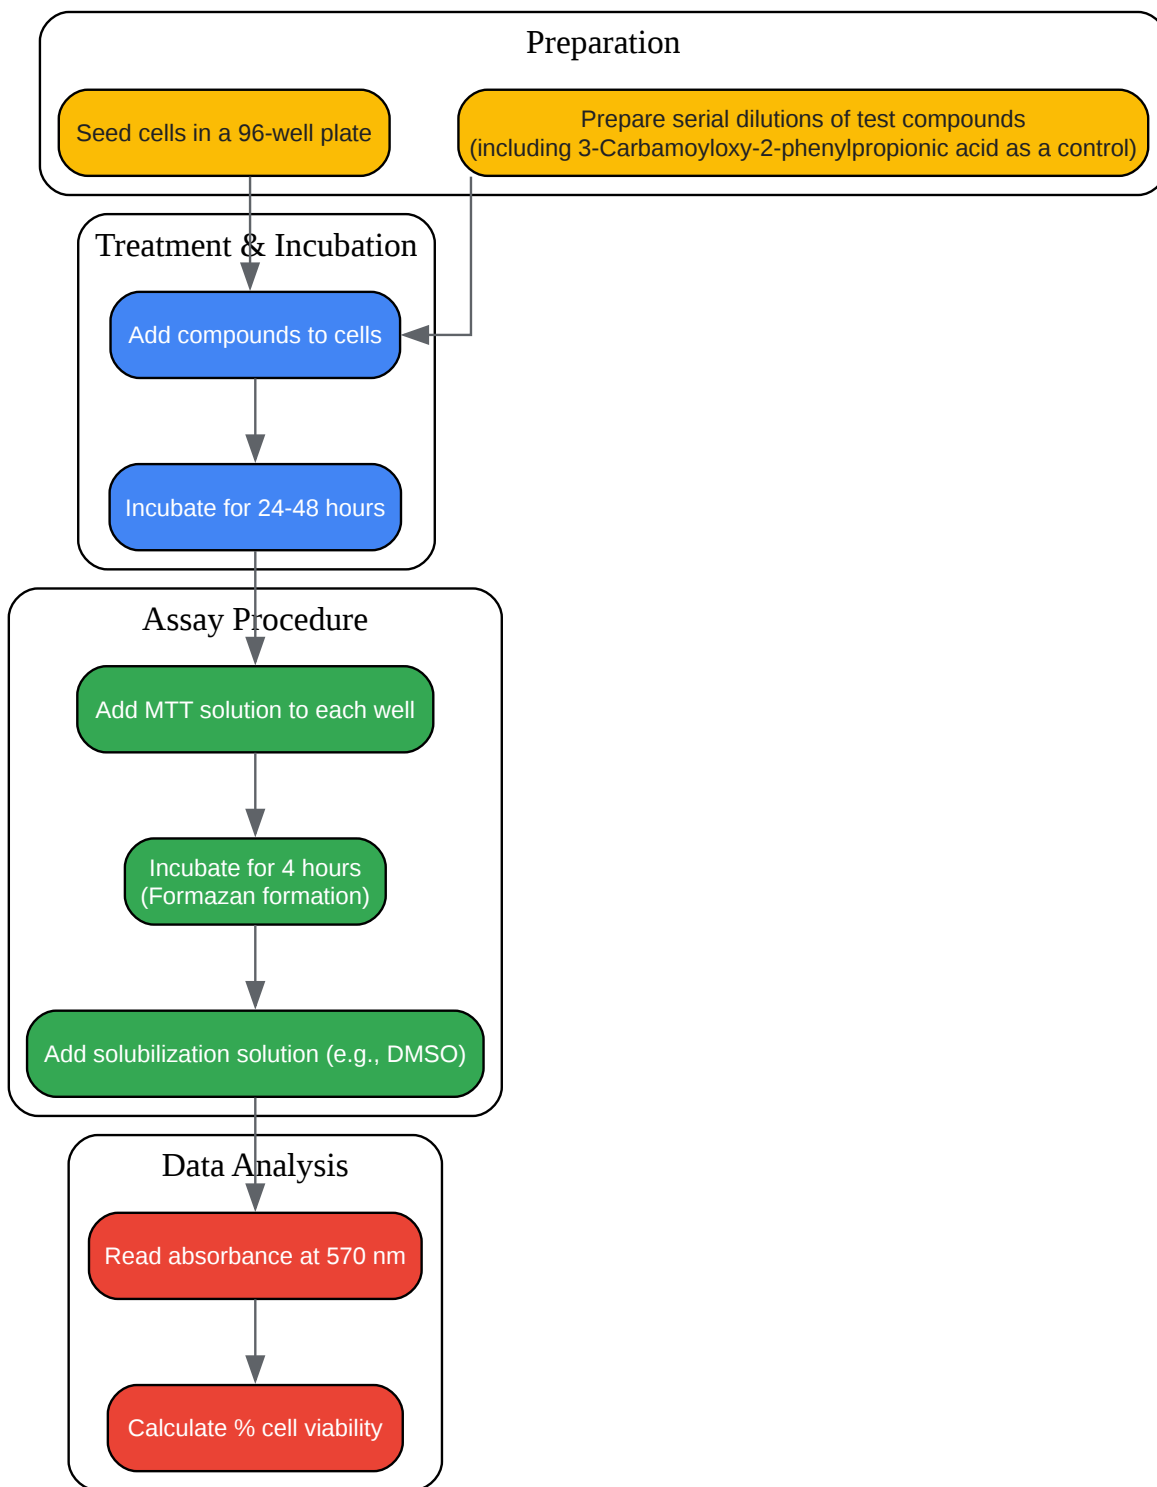 Preparation
Seed cells in a 96-well plate
Prepare serial dilutions of test compounds
(including 3-Carbamoyloxy-2-phenylpropionic acid as a control)
Treatment & Incubation
Add compounds to cells
Incubate for 24-48 hours
Assay Procedure
Add MTT solution to each well
Incubate for 4 hours
(Formazan formation)
Add solubilization solution (e.g., DMSO)
Data Analysis
Read absorbance at 570 nm
Calculate % cell viability